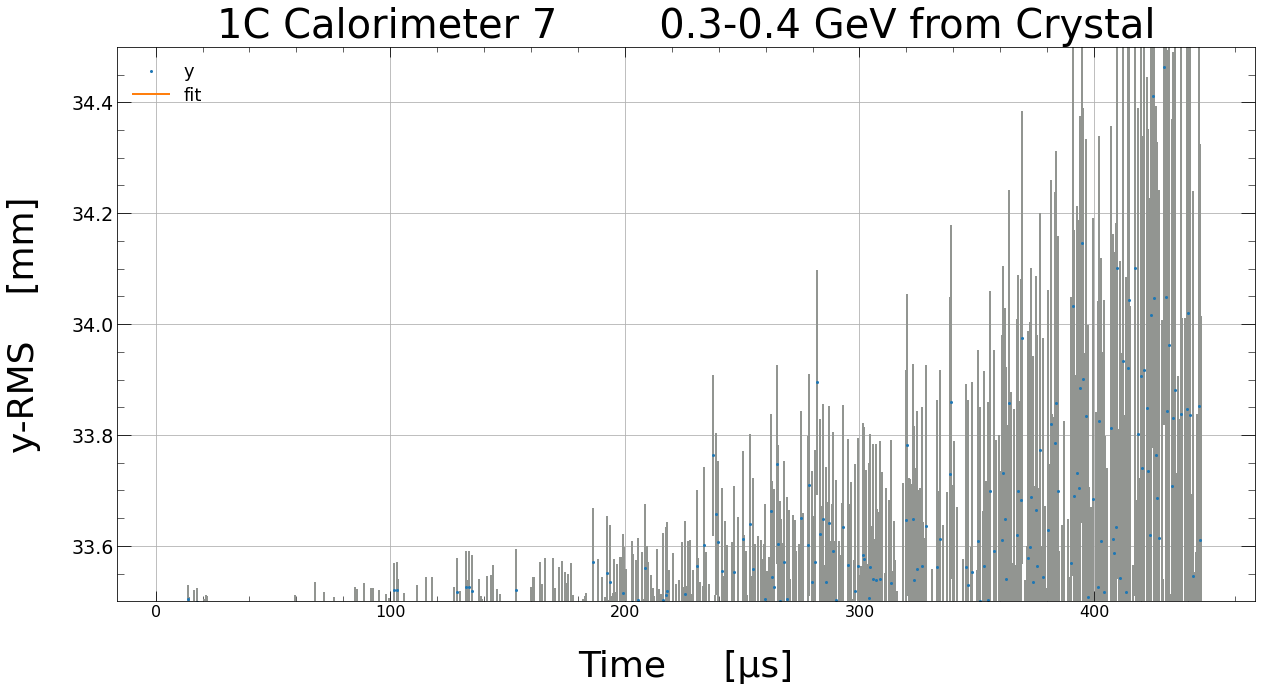 1C Calorimeter 7 0.3-0.4 GeV from Crystal
y
fit
34.4
34.2
34.0
33.8
33.6
y-RMS [mm]
0 100 200 300 400
Time [μs]